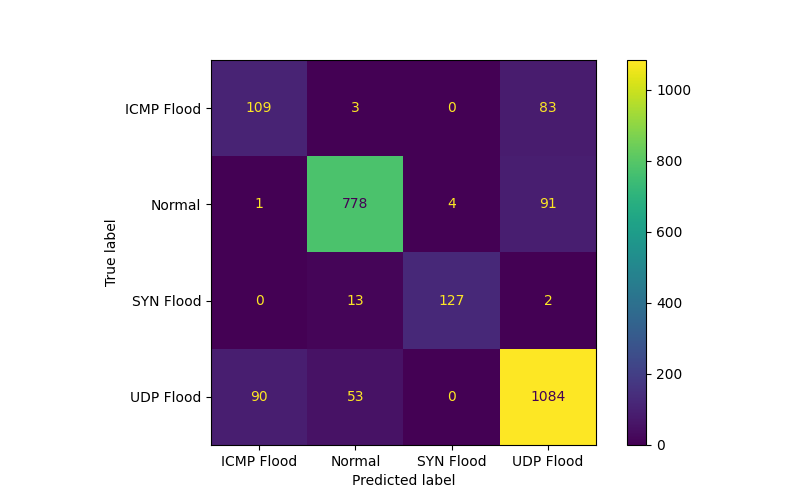 ICMP Flood 109 3 0 83
1000
800
Normal 1 778 4 91
600
True label
400
SYN Flood 0 13 127 2
200
UDP Flood 90 53 0 1084
0
ICMP Flood Normal SYN Flood UDP Flood
Predicted label